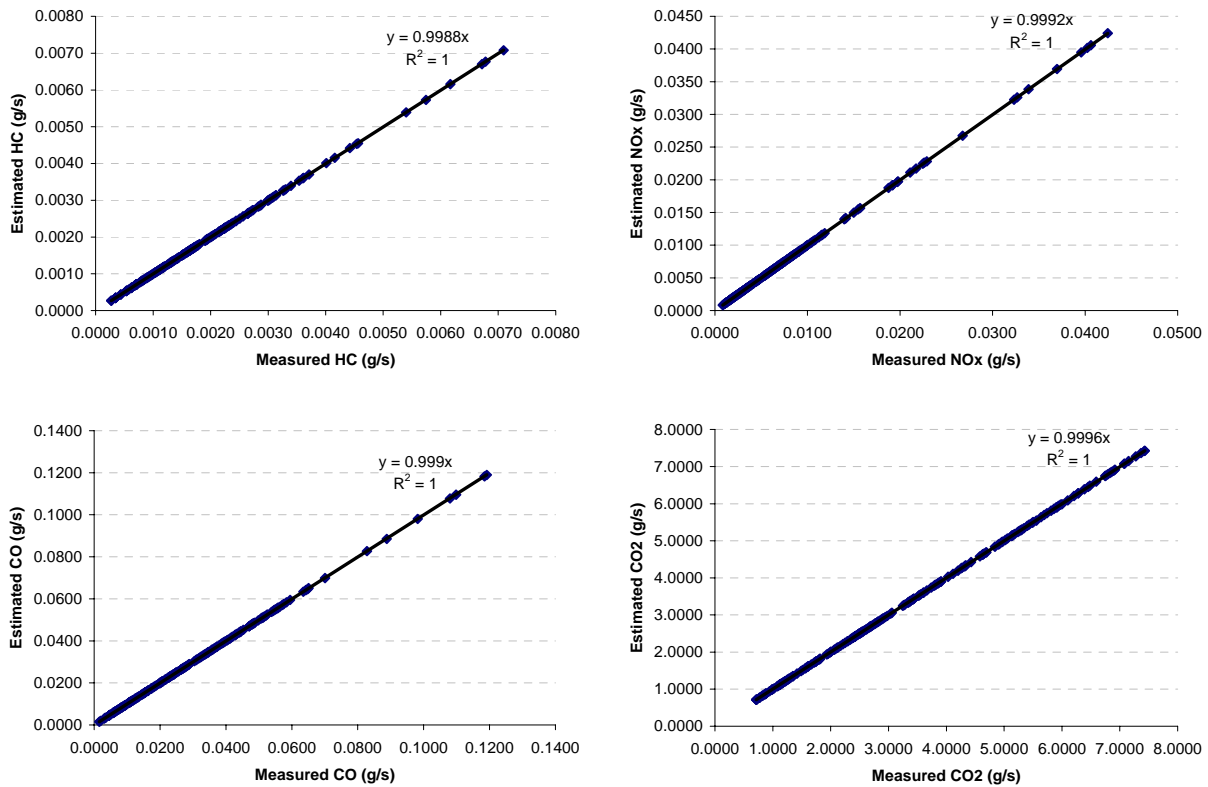 0.0080
0.0070
0.0060
0.0050
0.0040
0.0030
0.0020
0.0010
0.0000
Estimated HC (g/s)
y = 0.9988x
R² = 1
0.0000 0.0010 0.0020 0.0030 0.0040 0.0050 0.0060 0.0070 0.0080
Measured HC (g/s)
0.0450
0.0400
0.0350
0.0300
0.0250
0.0200
0.0150
0.0100
0.0050
0.0000
Estimated NOx (g/s)
y = 0.9992x
R² = 1
0.0000 0.0100 0.0200 0.0300 0.0400 0.0500
Measured NOx (g/s)
0.1400
0.1200
0.1000
0.0800
0.0600
0.0400
0.0200
0.0000
Estimated CO (g/s)
y = 0.999x
R² = 1
0.0000 0.0200 0.0400 0.0600 0.0800 0.1000 0.1200 0.1400
Measured CO (g/s)
8.0000
7.0000
6.0000
5.0000
4.0000
3.0000
2.0000
1.0000
0.0000
Estimated CO2 (g/s)
y = 0.9996x
R² = 1
0.0000 1.0000 2.0000 3.0000 4.0000 5.0000 6.0000 7.0000 8.0000
Measured CO2 (g/s)